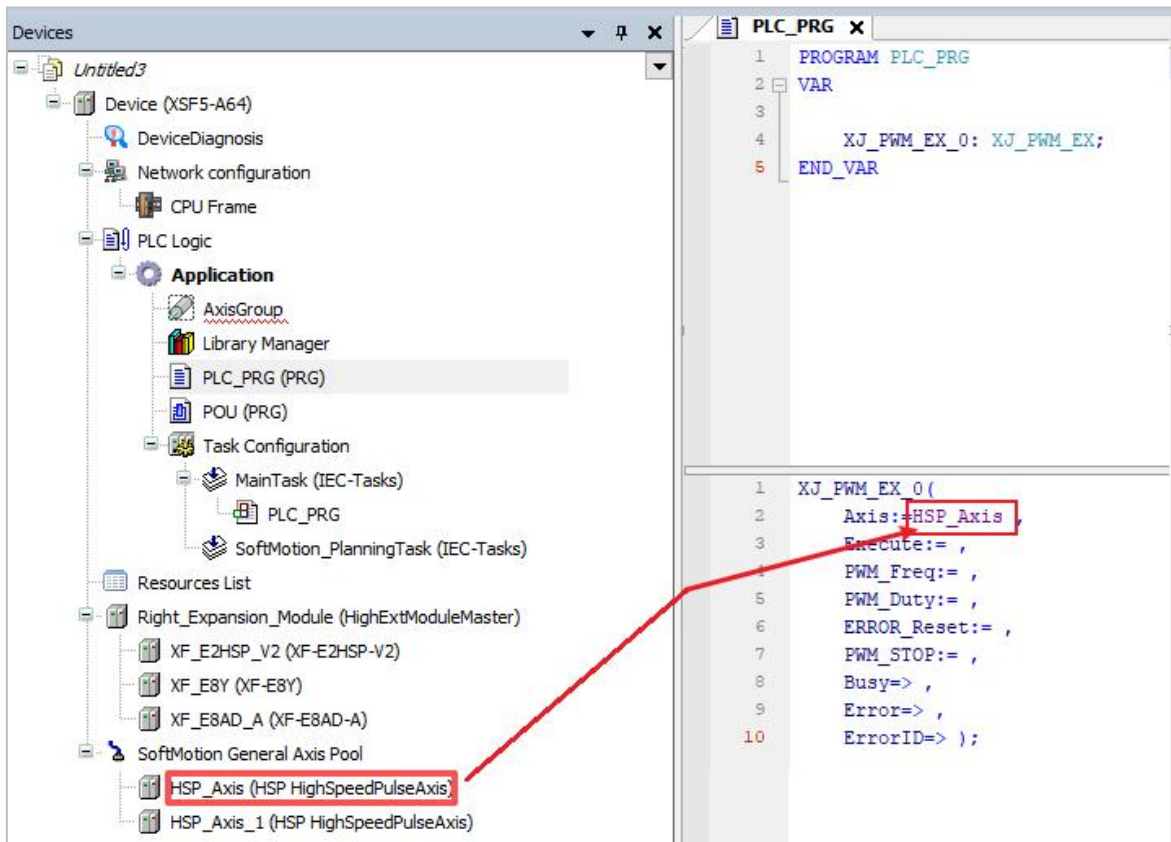 Devices
Untitled3
Device (XSF5-A64)
DeviceDiagnosis
Network configuration
CPU Frame
PLC Logic
Application
AxisGroup
Library Manager
PLC_PRG (PRG)
POU (PRG)
Task Configuration
MainTask (IEC-Tasks)
PLC_PRG
SoftMotion_PlanningTask (IEC-Tasks)
Resources List
Right_Expansion_Module (HighExtModuleMaster)
XF_E2HSP_V2 (XF-E2HSP-V2)
XF_E8Y (XF-E8Y)
XF_E8AD_A (XF-E8AD-A)
SoftMotion General Axis Pool
HSP_Axis (HSP HighSpeedPulseAxis)
HSP_Axis_1 (HSP HighSpeedPulseAxis)
PLC_PRG
1 PROGRAM PLC_PRG
2 VAR
3
4 XJ_PWM_EX_0: XJ_PWM_EX;
5 END_VAR
1 XJ_PWM_EX_0(
2 Axis:=HSP_Axis ,
3 Execute:= ,
4 PWM_Freq:= ,
5 PWM_Duty:= ,
6 ERROR_Reset:= ,
7 PWM_STOP:= ,
8 Busy=> ,
9 Error=> ,
10 ErrorID=> );